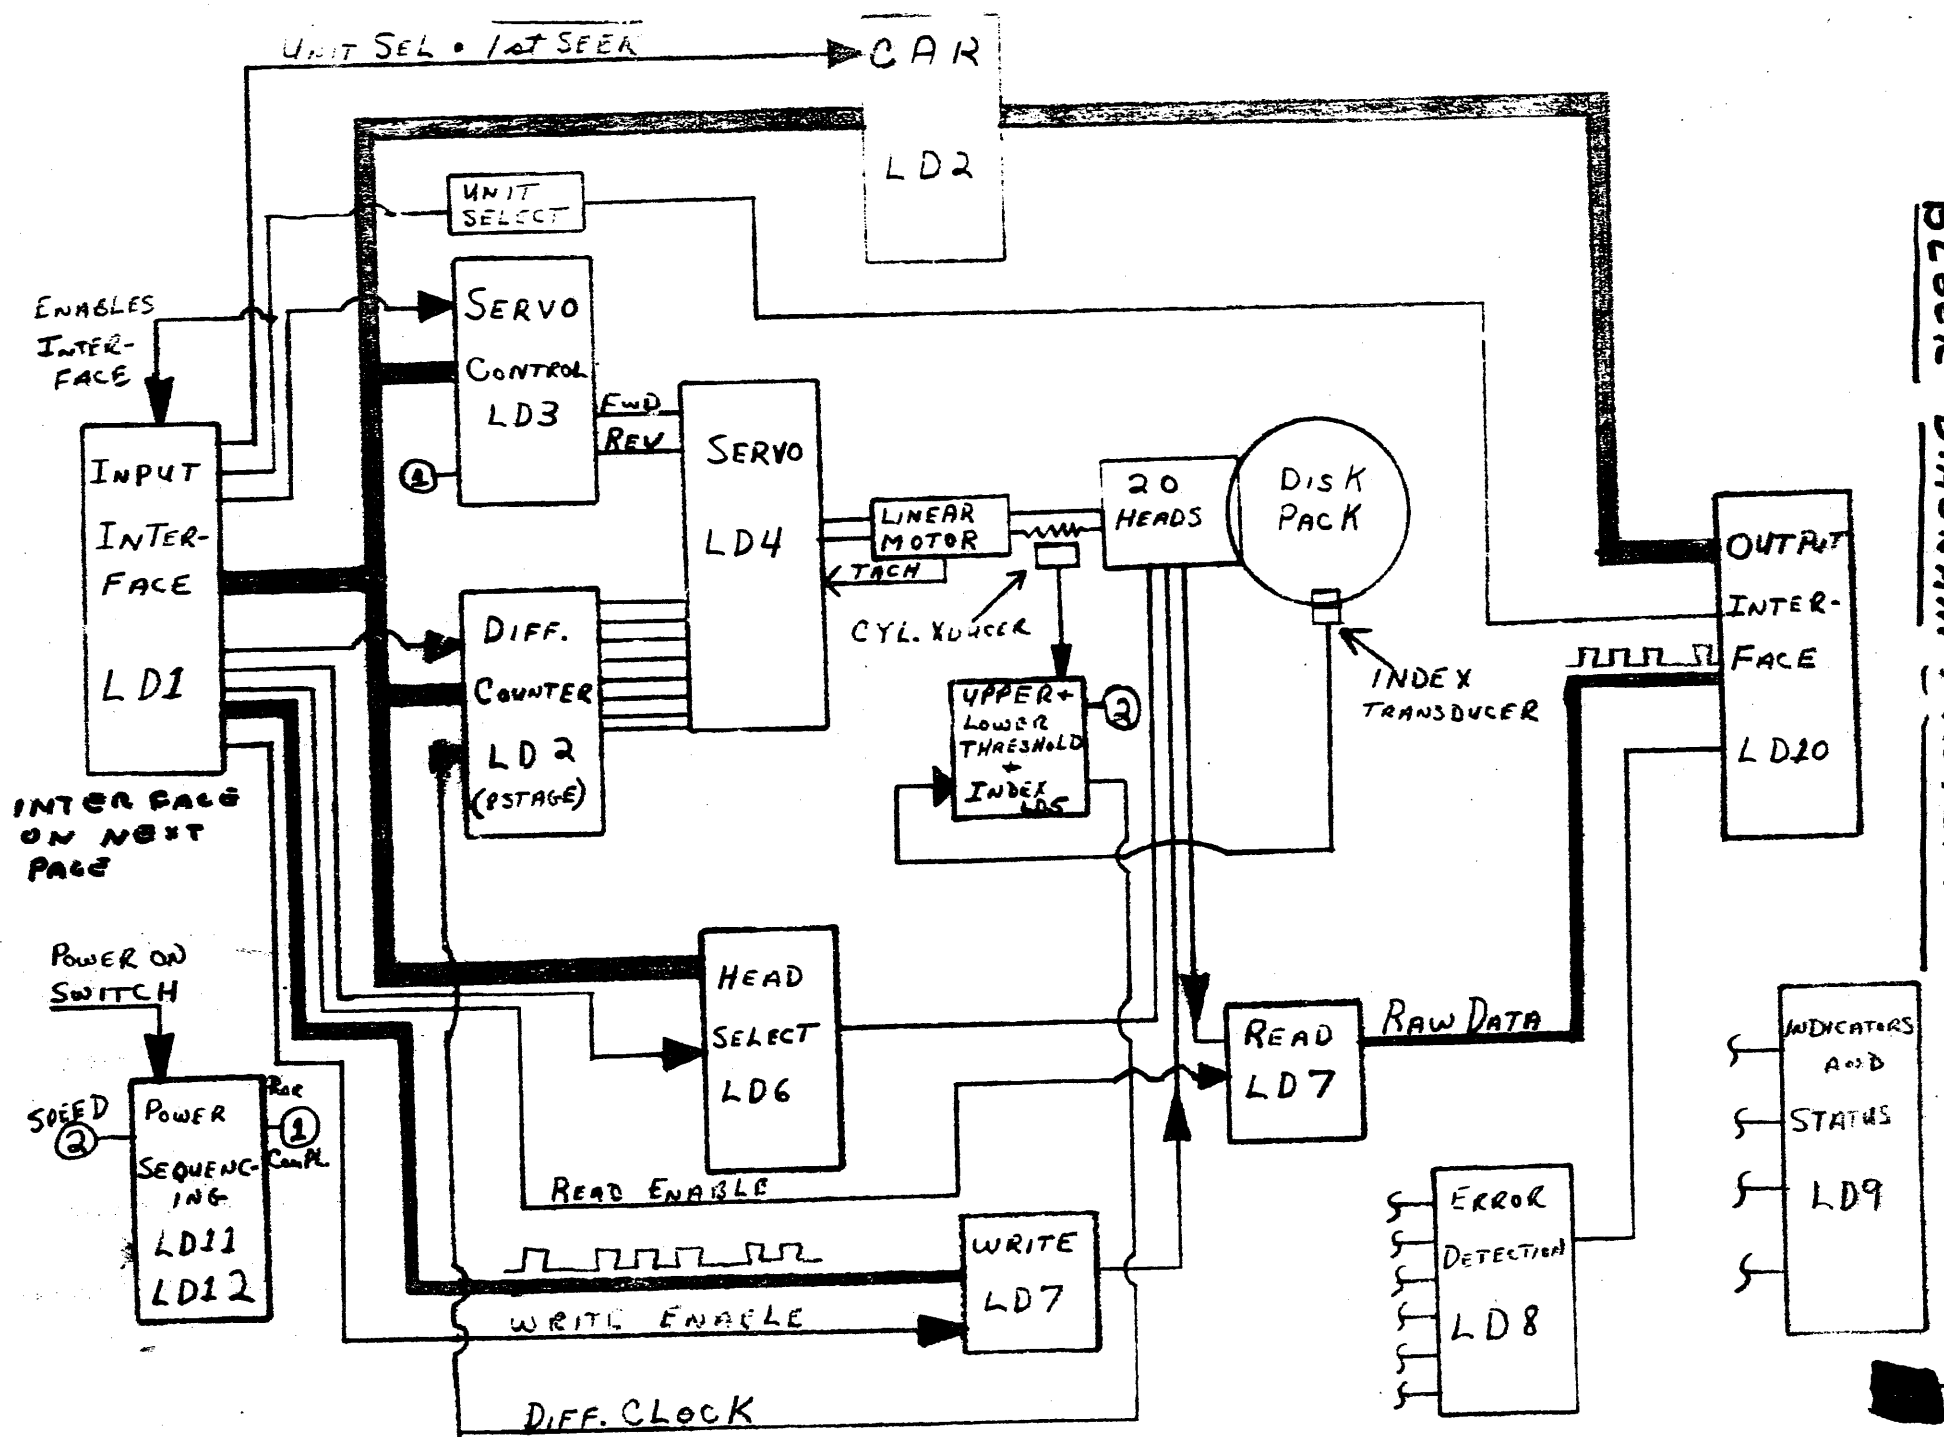 UNIT SEL • 1st SEEK
CAR
LD2
UNIT
SELECT
ENABLES
INTER-
FACE
SERVO
CONTROL
LD3
FWD
REV
1
INPUT
INTER-
FACE
LD1
INTERFACE
ON NEXT
PAGE
SERVO
LD4
LINEAR
MOTOR
TACH
20
HEADS
DISK
PACK
CYL. XDUCER
INDEX
TRANSDUCER
DIFF.
COUNTER
LD2
UPPER +
LOWER
THRESHOLD
+
INDEX
LD5
2
OUTPUT
INTER-
FACE
LD10
POWER ON
SWITCH
SPEED
2
POWER
SEQUENC-
ING
LD11
LD12
1
COMPL
HEAD
SELECT
LD6
READ
LD7
RAW DATA
READ ENABLE
WRITE
LD7
WRITE ENABLE
DIFF. CLOCK
ERROR
DETECTION
LD8
INDICATORS
AND
STATUS
LD9